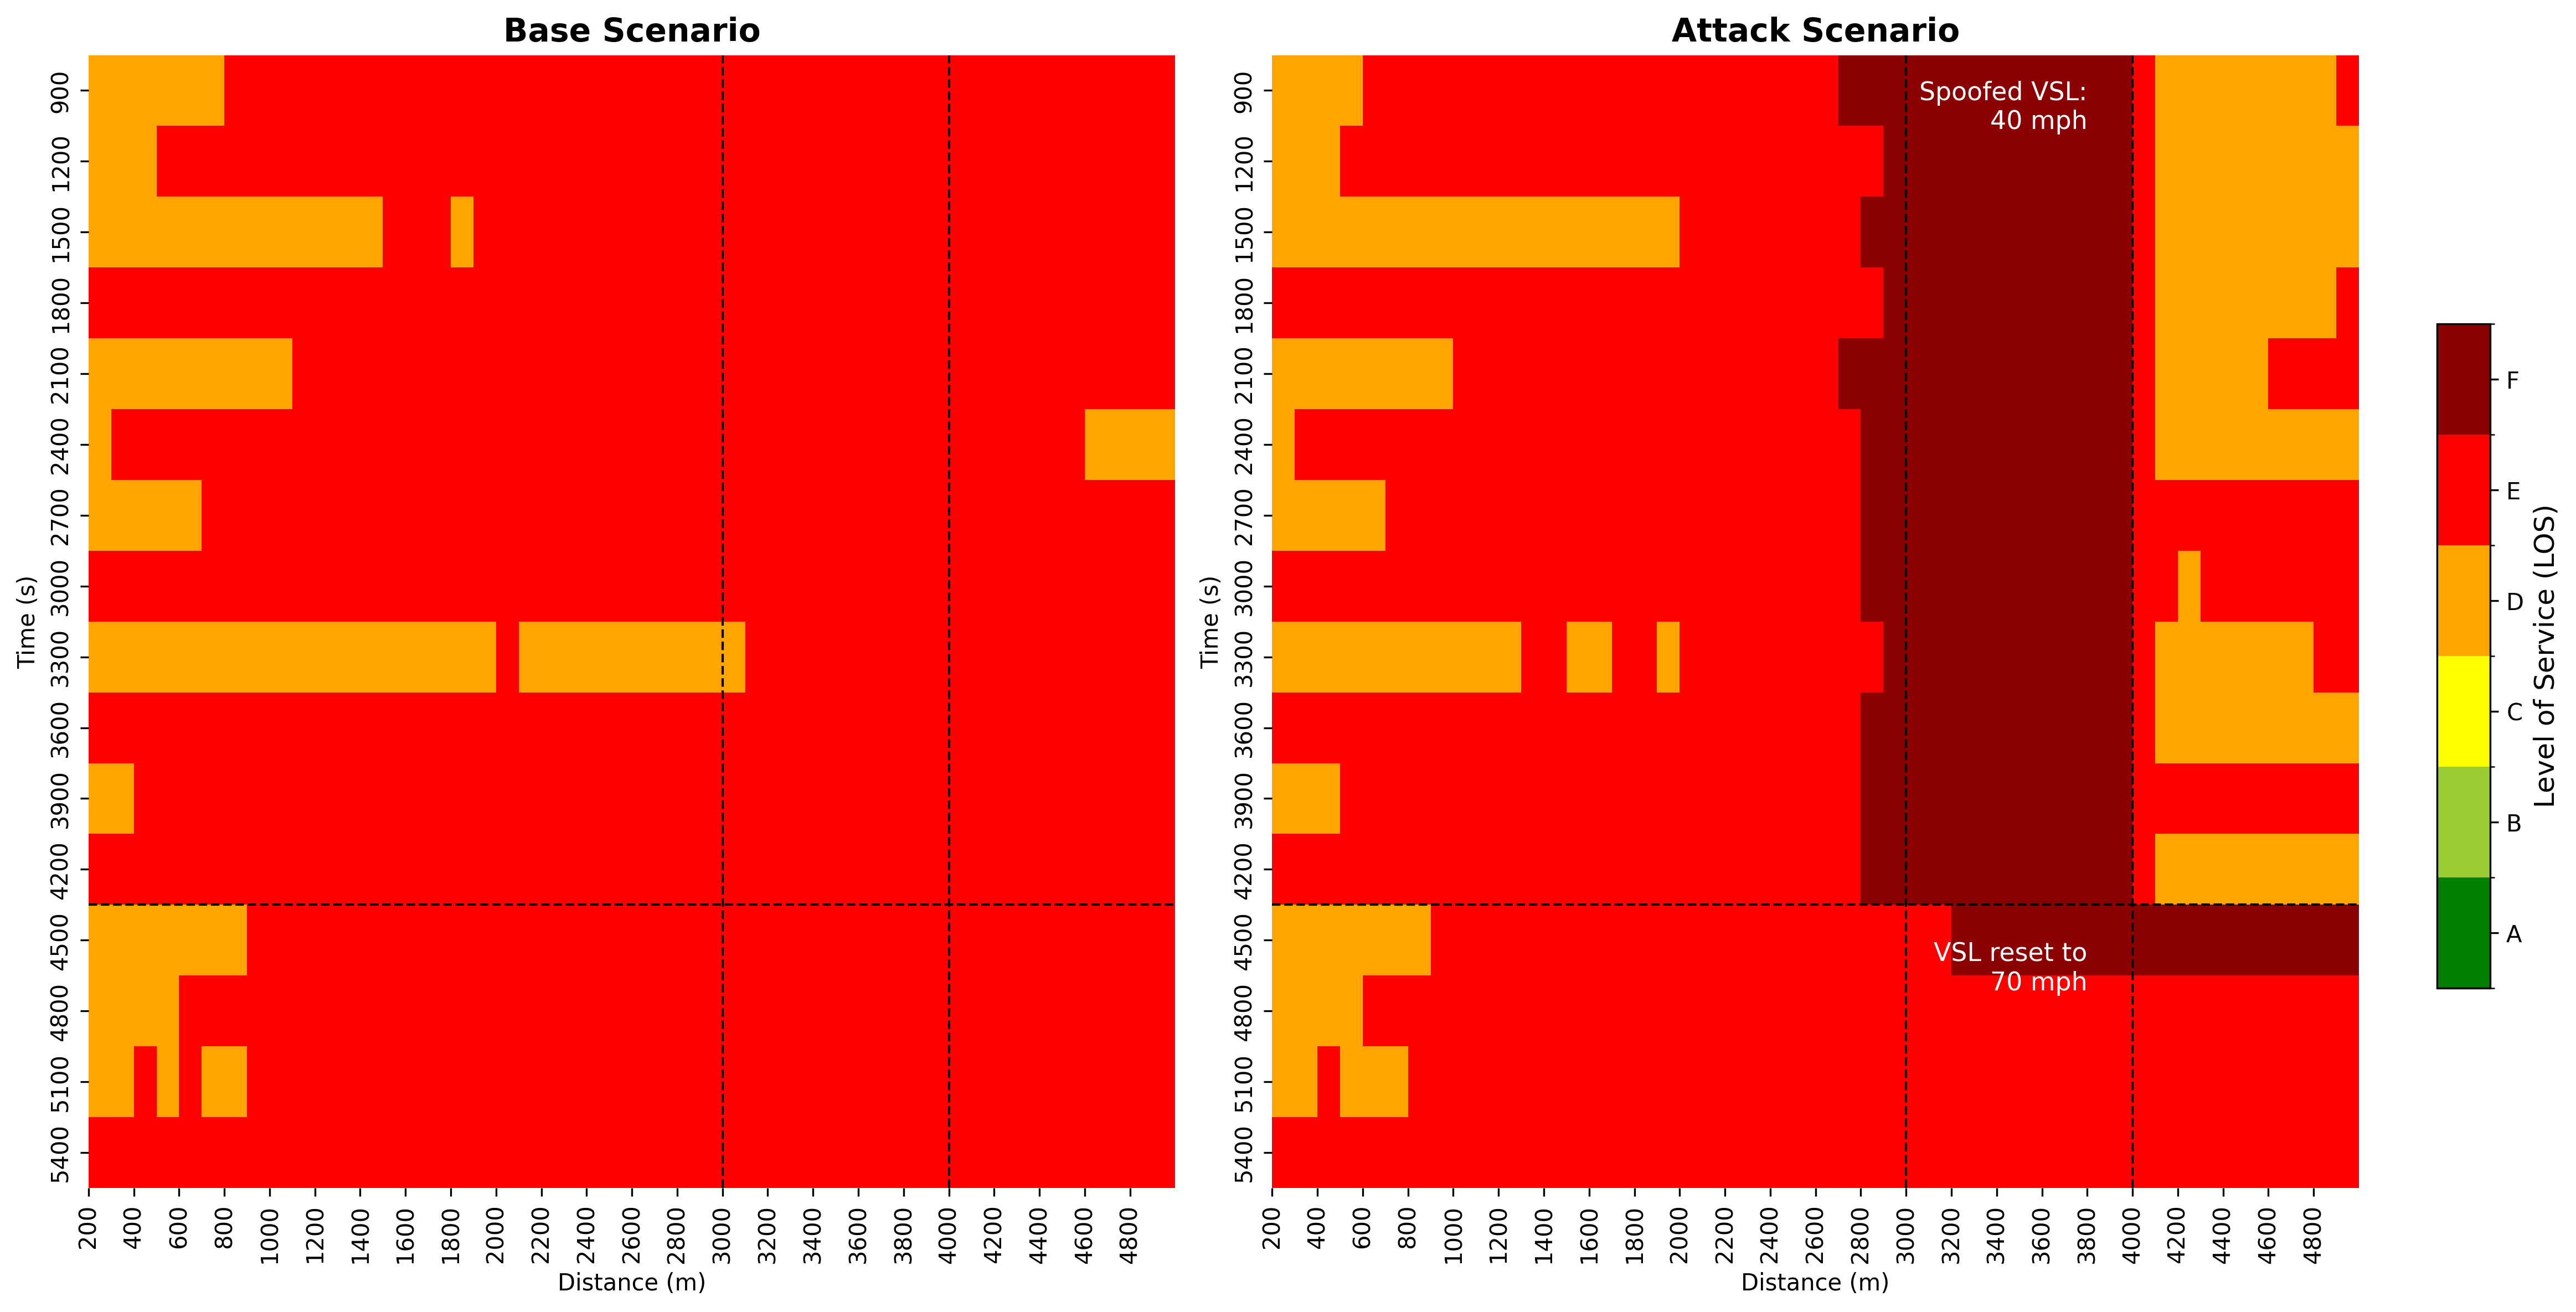 Base Scenario
Time (s)
900
1200
1500
1800
2100
2400
2700
3000
3300
3600
3900
4200
4500
4800
5100
5400
200 400 600 800 1000 1200 1400 1600 1800 2000 2200 2400 2600 2800 3000 3200 3400 3600 3800 4000 4200 4400 4600 4800
Distance (m)
Attack Scenario
Time (s)
900
1200
1500
1800
2100
2400
2700
3000
3300
3600
3900
4200
4500
4800
5100
5400
Spoofed VSL:
40 mph
VSL reset to
70 mph
200 400 600 800 1000 1200 1400 1600 1800 2000 2200 2400 2600 2800 3000 3200 3400 3600 3800 4000 4200 4400 4600 4800
Distance (m)
F
E
D
C
B
A
Level of Service (LOS)